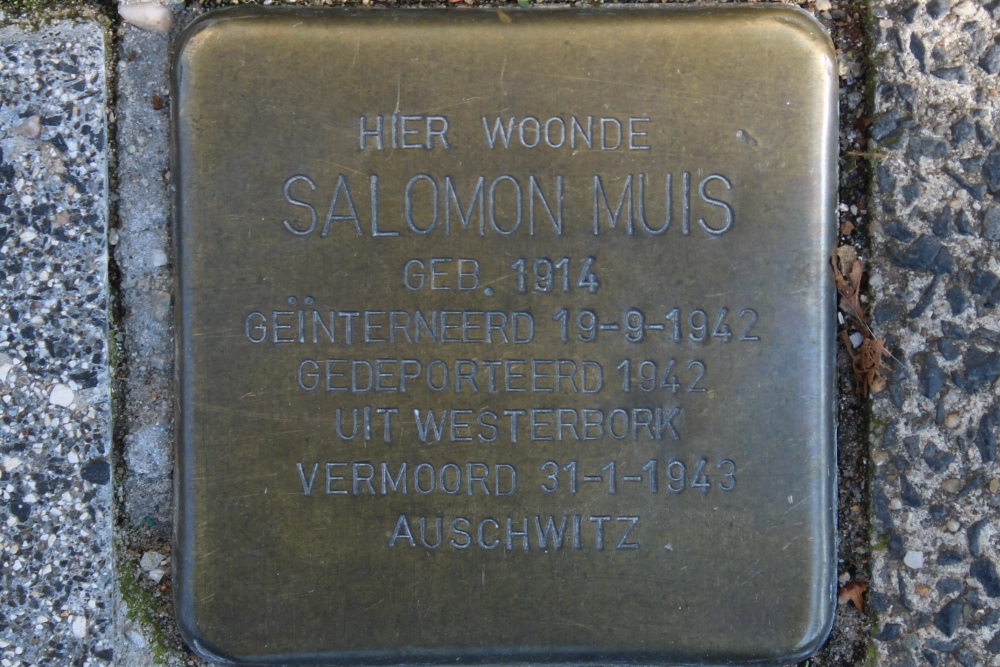 HIER WOONDE
SALOMON MUIS
GEB. 1914
GEÏNTERNEERD 19-9-1942
GEDEPORTEERD 1942
UIT WESTERBORK
VERMOORD 31-1-1943
AUSCHWITZ